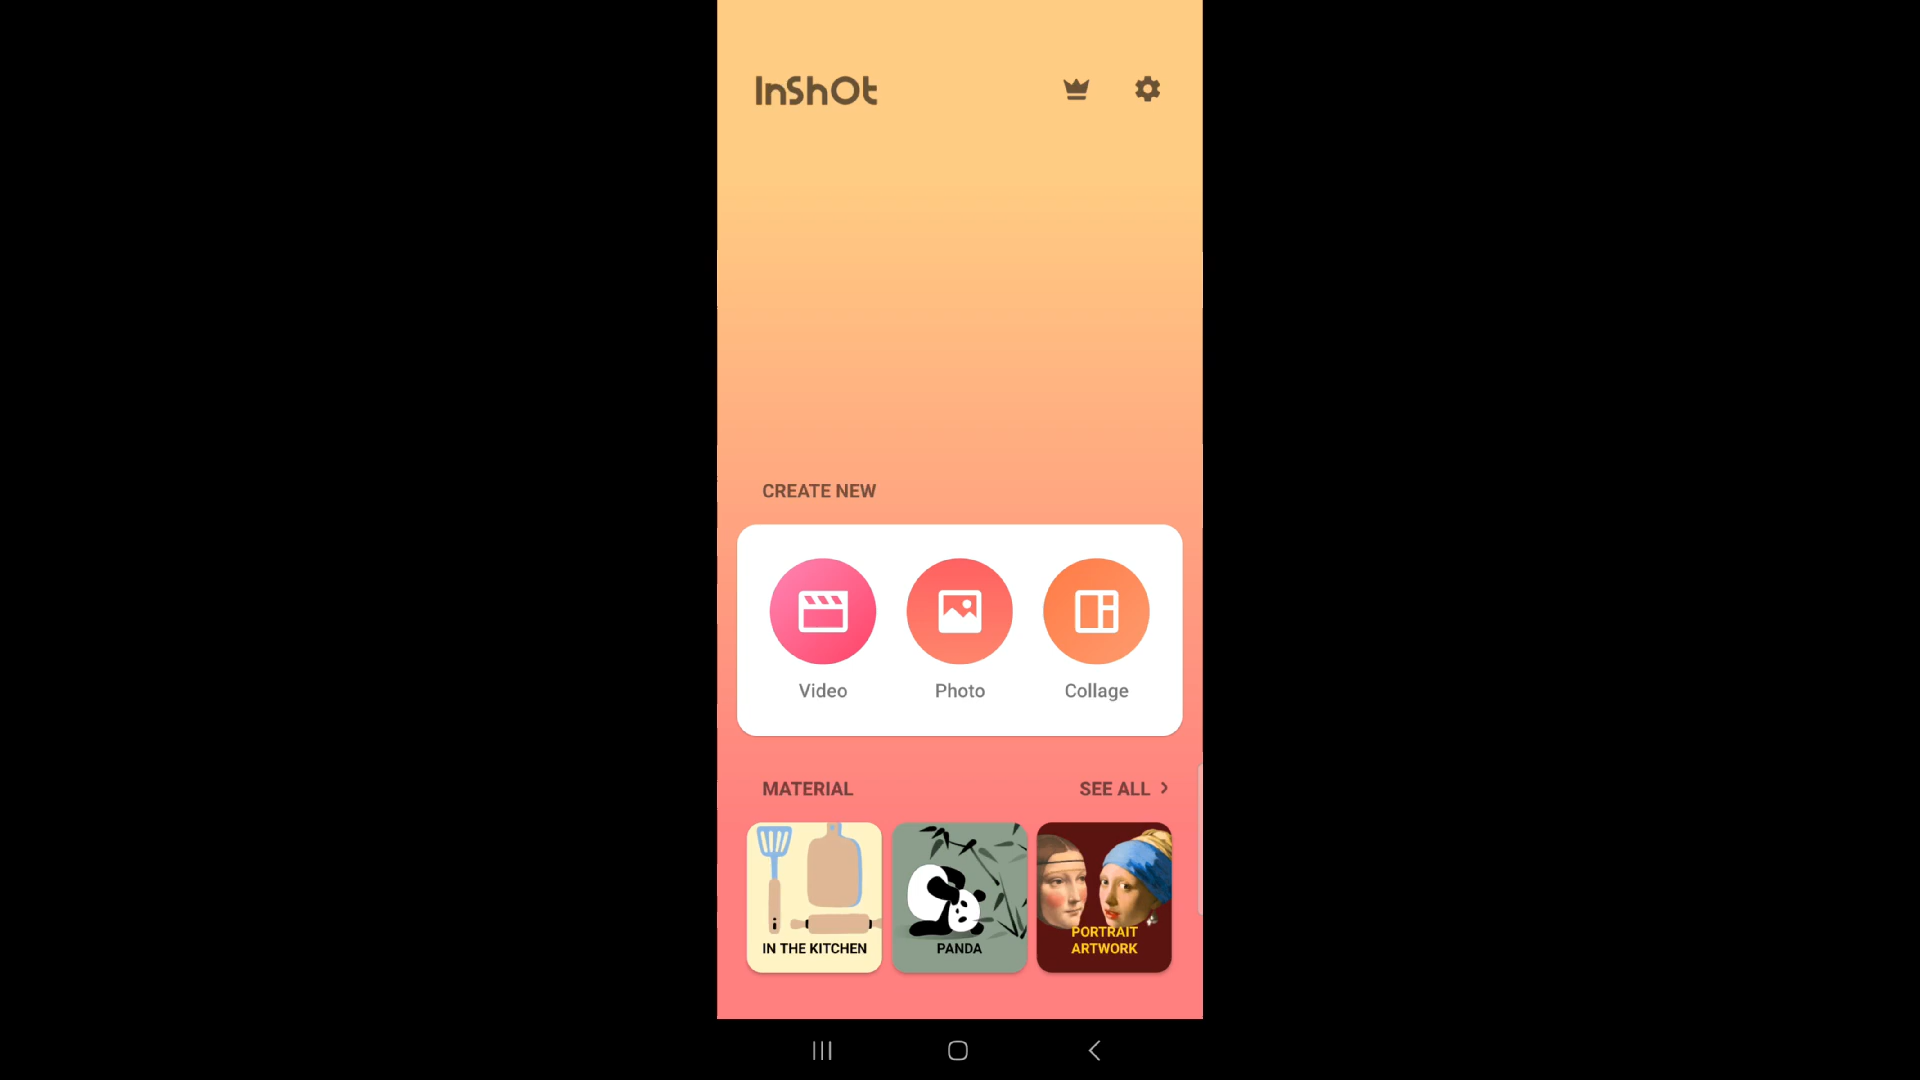 InShOt
CREATE NEW
Video
Photo
Collage
MATERIAL
SEE ALL >
IN THE KITCHEN
PANDA
PORTRAIT
ARTWORK